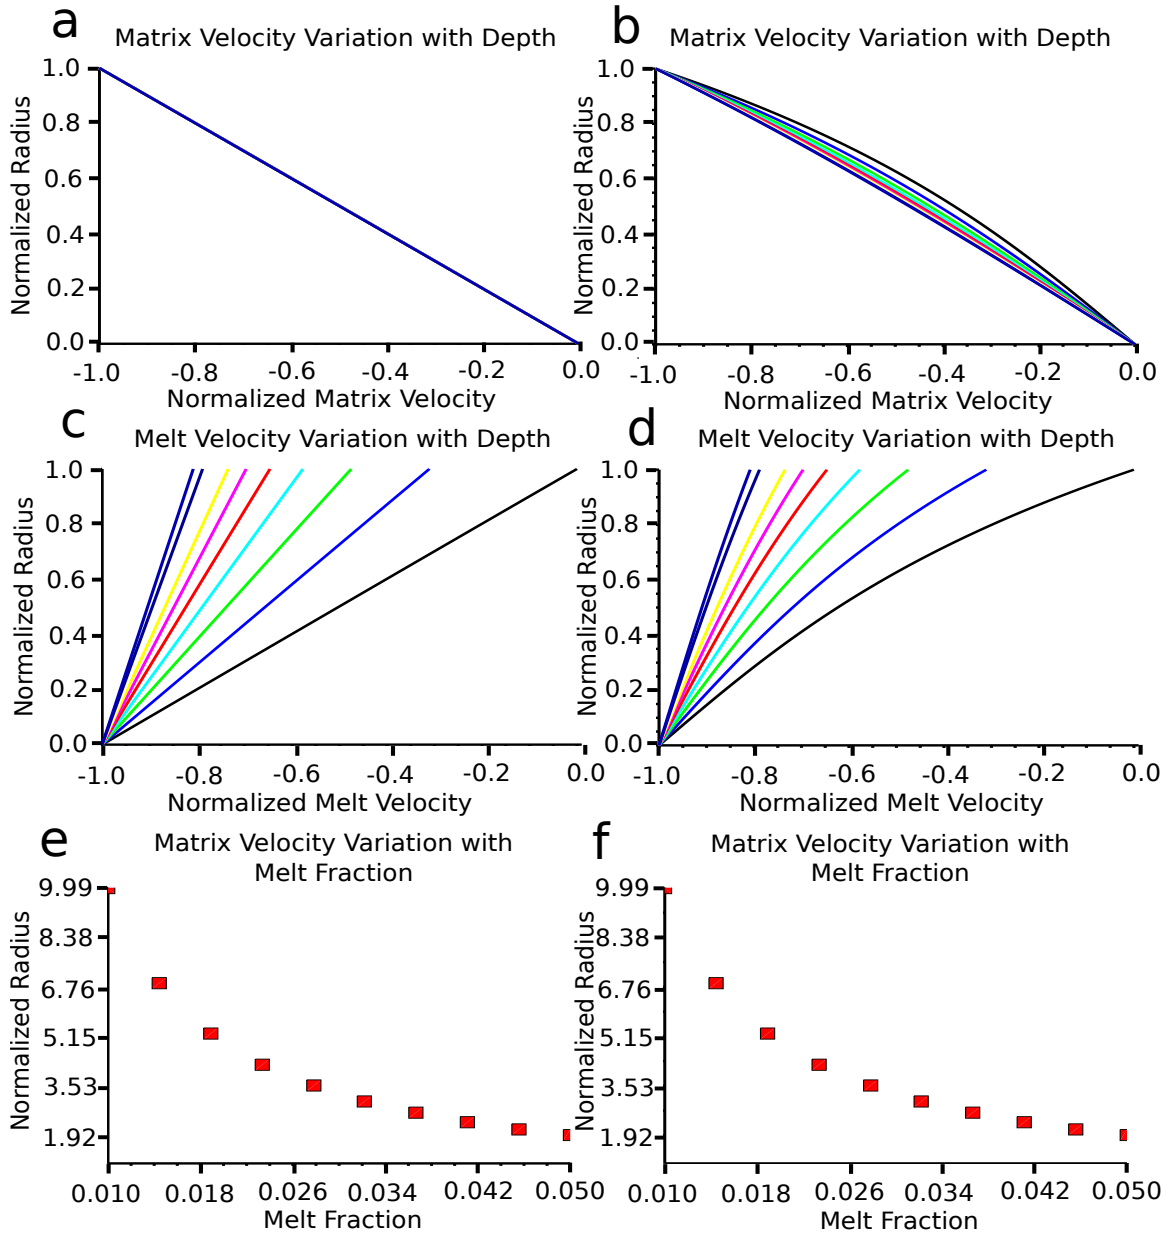 a
Matrix Velocity Variation with Depth
Normalized Radius
1.0
0.8
0.6
0.4
0.2
0.0
-1.0 -0.8 -0.6 -0.4 -0.2 0.0
Normalized Matrix Velocity
b
Matrix Velocity Variation with Depth
Normalized Radius
1.0
0.8
0.6
0.4
0.2
0.0
-1.0 -0.6 -0.4 -0.2 0.0
Normalized Matrix Velocity
c
Melt Velocity Variation with Depth
Normalized Radius
1.0
0.8
0.6
0.4
0.2
0.0
-1.0 -0.8 -0.6 -0.4 -0.2 0.0
Normalized Melt Velocity
d
Melt Velocity Variation with Depth
Normalized Radius
1.0
0.8
0.6
0.4
0.2
0.0
-1.0 -0.8 -0.6 -0.4 -0.2 0.0
Normalized Melt Velocity
e
Matrix Velocity Variation with
Melt Fraction
Normalized Radius
9.99
8.38
6.76
5.15
3.53
1.92
0.010 0.018 0.026 0.034 0.042 0.050
Melt Fraction
f
Matrix Velocity Variation with
Melt Fraction
Normalized Radius
9.99
8.38
6.76
5.15
3.53
1.92
0.010 0.018 0.026 0.034 0.042 0.050
Melt Fraction